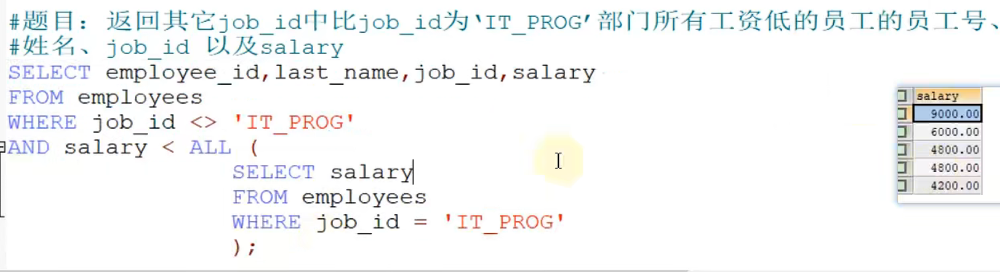 #题目：返回其它job_id中比job_id为‘IT_PROG’部门所有工资低的员工的员工号、
#姓名、job_id 以及salary
SELECT employee_id,last_name,job_id,salary
FROM employees
WHERE job_id <> 'IT_PROG'
AND salary < ALL (
SELECT salary
FROM employees
WHERE job_id = 'IT_PROG'
);
salary
9000.00
6000.00
4800.00
4800.00
4200.00